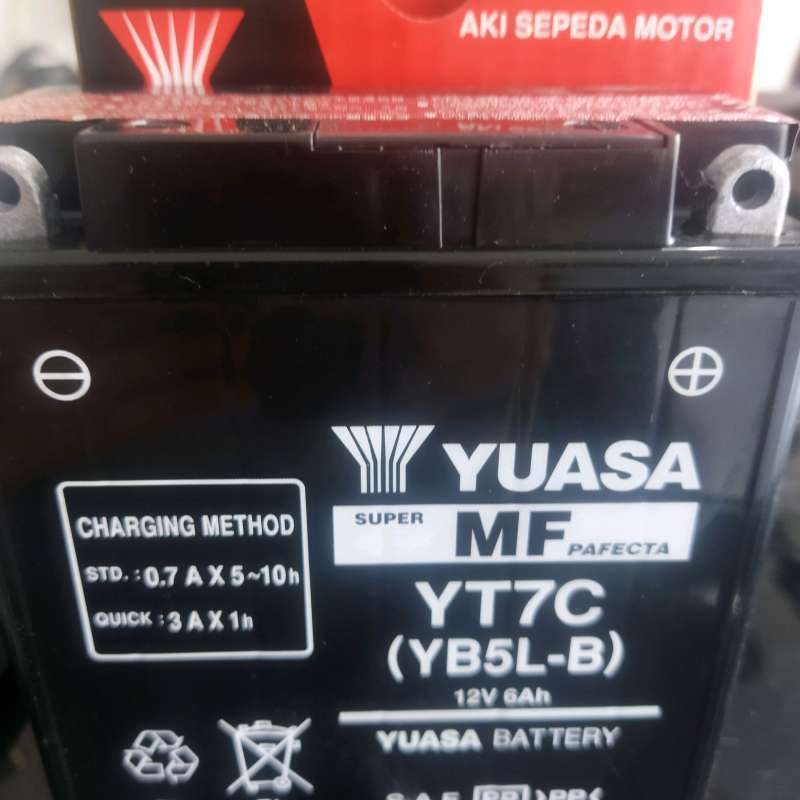 AKI SEPEDA MOTOR
YUASA
SUPER MF PAFECTA
YT7C
(YB5L-B)
12V 6Ah
YUASA BATTERY
CHARGING METHOD
STD. : 0.7 A X 5~10h
QUICK : 3 A X 1h